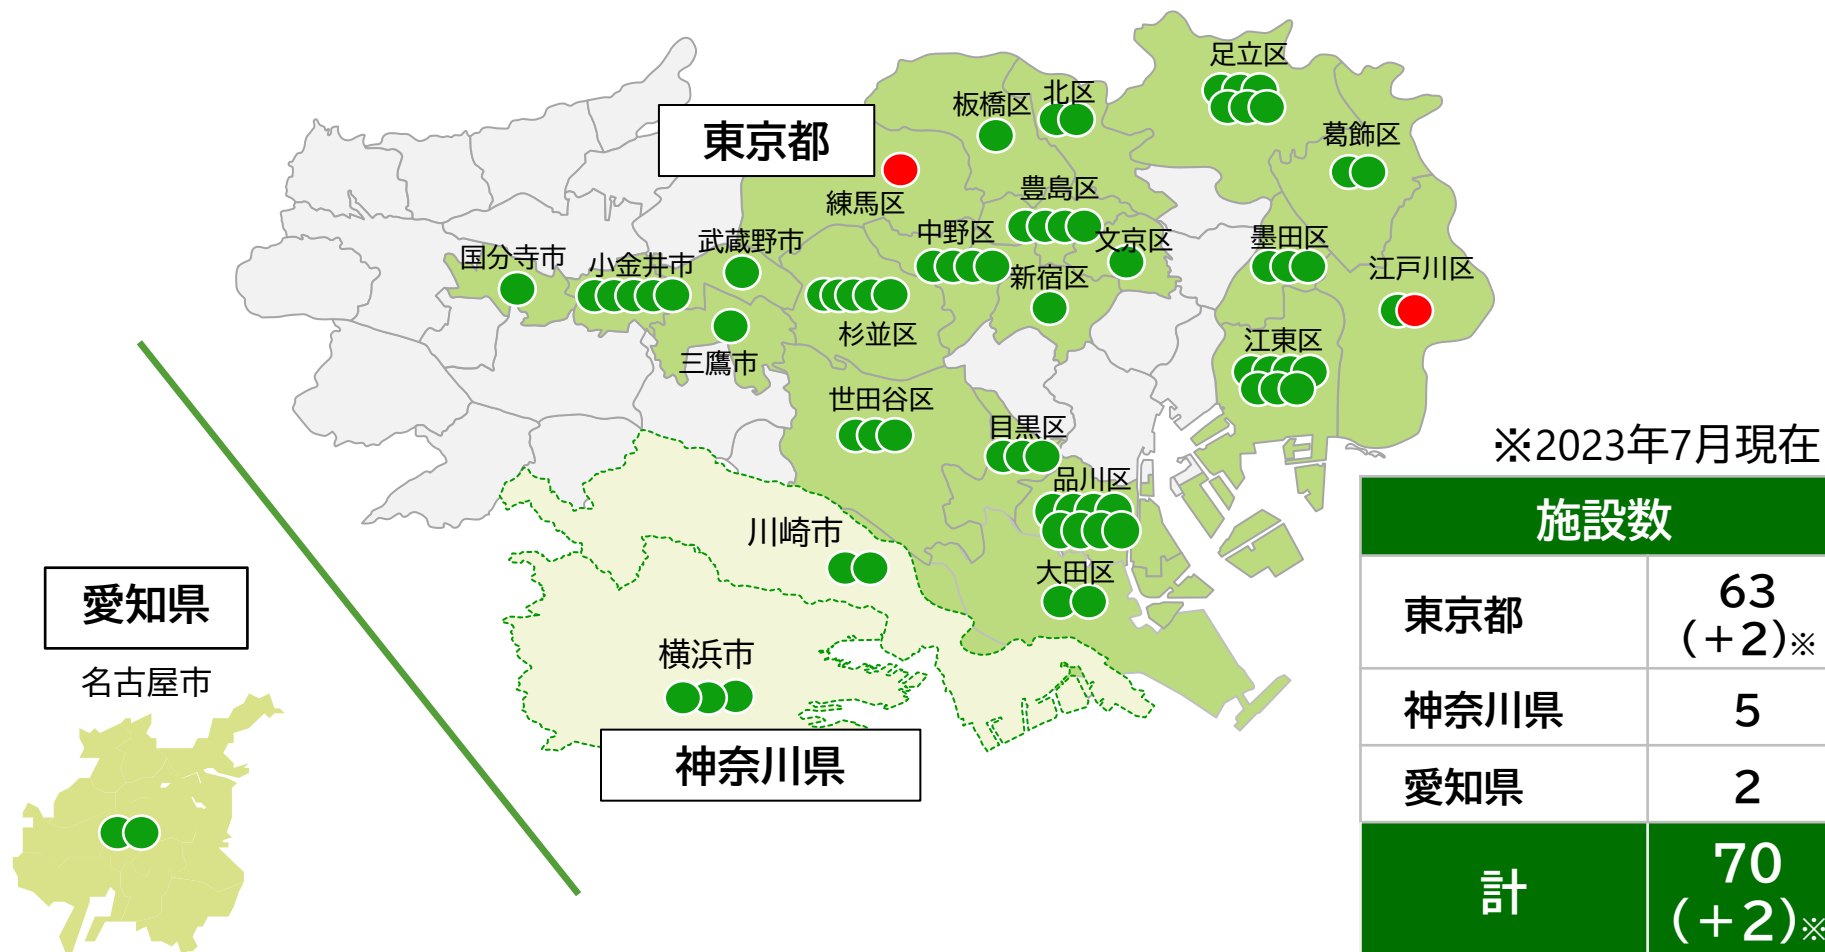 足立区
北区
板橋区
葛飾区
東京都
豊島区
練馬区
中野区
武蔵野市
文京区
墨田区
国分寺市
小金井市
新宿区
江戸川区
杉並区
江東区
三鷹市
世田谷区
目黒区
品川区
川崎市
大田区
横浜市
神奈川県
愛知県
名古屋市
※2023年7月現在
施設数
東京都 63
(+2)※
神奈川県 5
愛知県 2
計 70
(+2)※